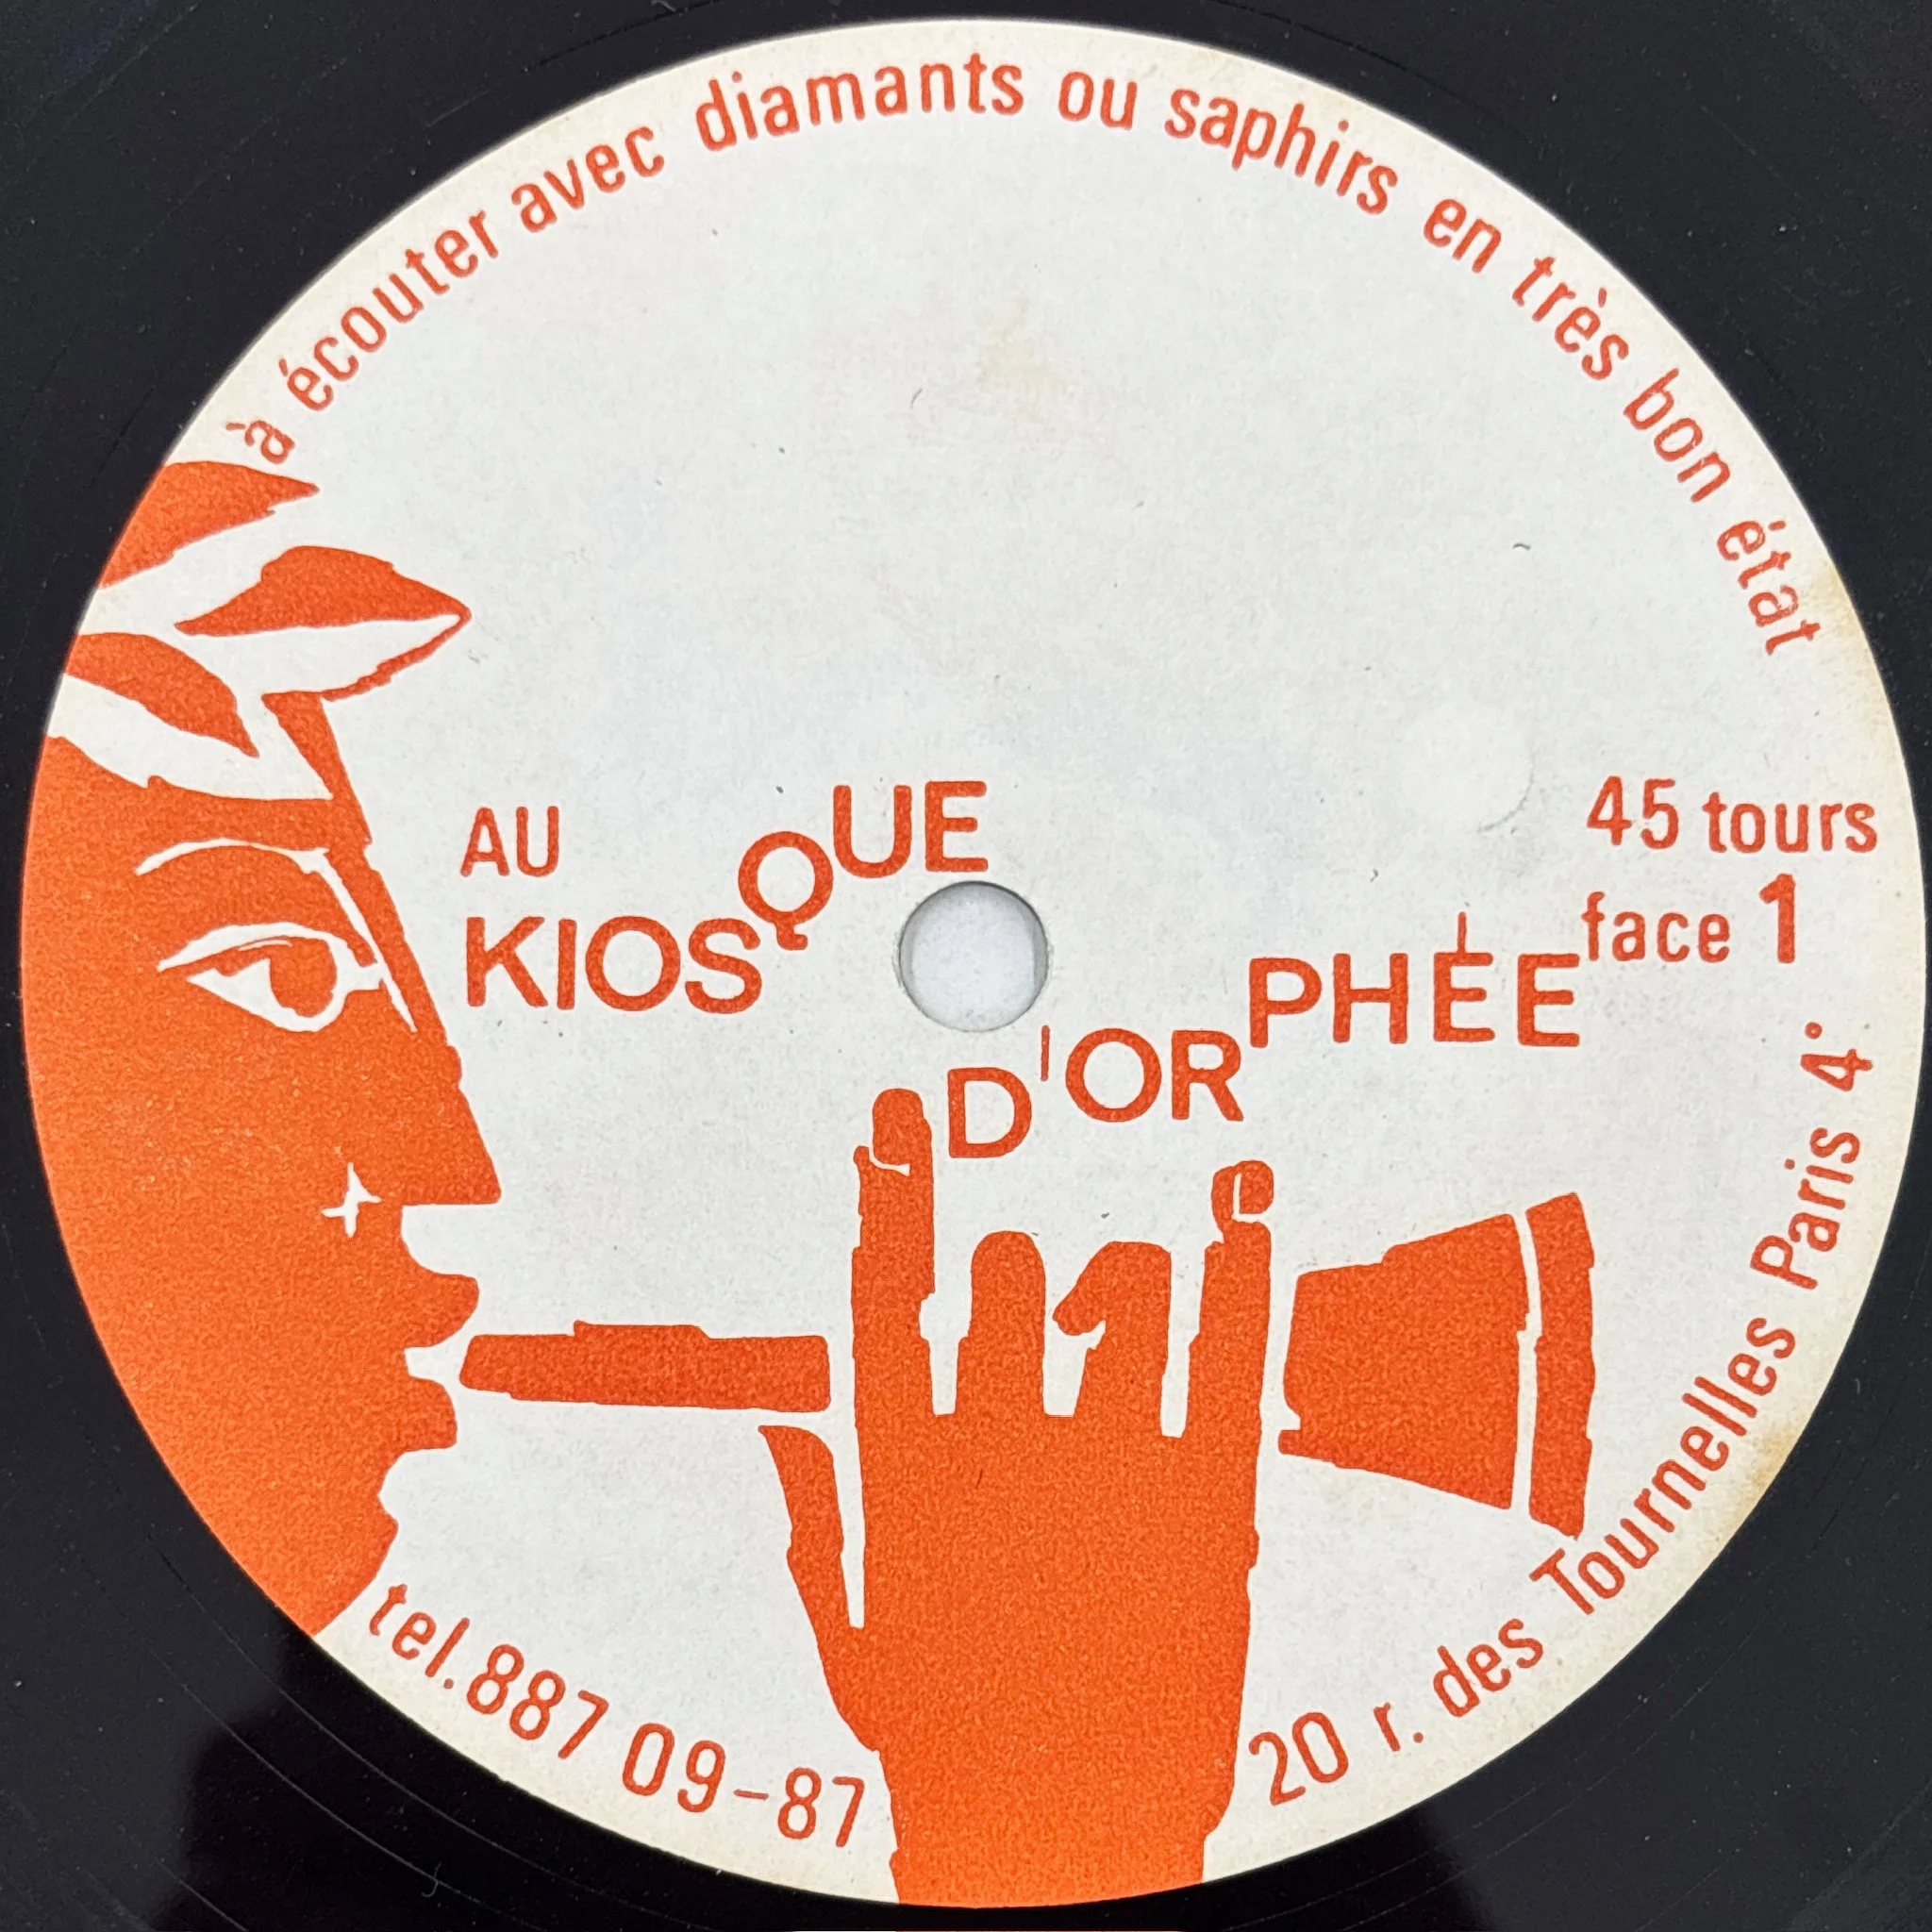 à écouter avec diamants ou saphirs en très bon état
AU
KIOSQUE
D'ORPHÉE
45 tours
face 1
20 r. des Tournelles Paris 4°
tel. 887 09-87